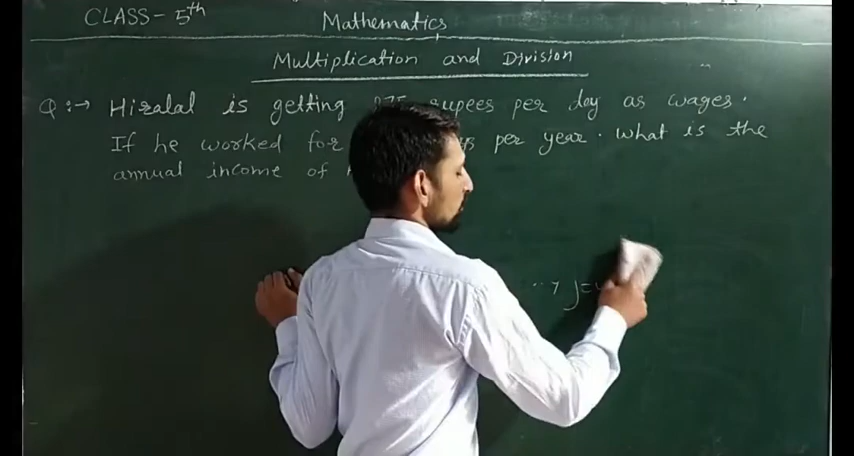 CLASS- 5th
Mathematics
Multiplication and Division
Q:→ Hiralal is getting rupees per day as wages.
If he worked for per year. What is the
annual income of